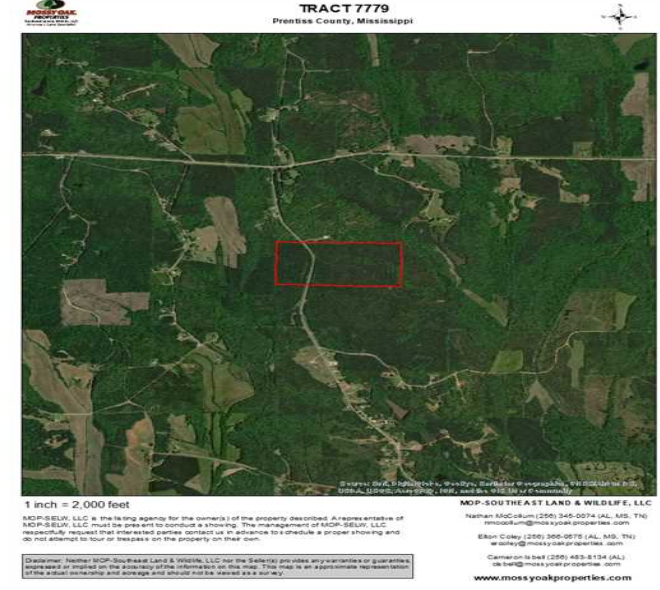 MOSSY OAK
PROPERTIES
TRACT 7779
Prentiss County, Mississippi
1 inch = 2,000 feet
MOP-SELW, LLC is the listing agency for the owner(s) of the property described. A representative of
MOP-SELW, LLC must be present to conduct a showing. The management of MOP-SELW, LLC
respectfully request that interested parties contact us in advance to schedule a proper showing and
do not attempt to tour or trespass on the property on their own.
Disclaimer: Neither MOP-Southeast Land & Wildlife, LLC nor the Seller(s) provides any warranties or guaranties,
expressed or implied on the accuracy of the information on this map. This map is an approximate representation
of the actual ownership and acreage and should not be viewed as a survey.
MOP-SOUTHEAST LAND & WILDLIFE, LLC
Nathan McCollum (256) 345-0074 (AL, MS, TN)
nmccollum@mossyoakproperties.com
Elton Coley (AL, MS, TN)
ecoley@mossyoakproperties.com
Cameron Isbell (256) (AL)
cisbell@mossyoakproperties.com
www.mossyoakproperties.com